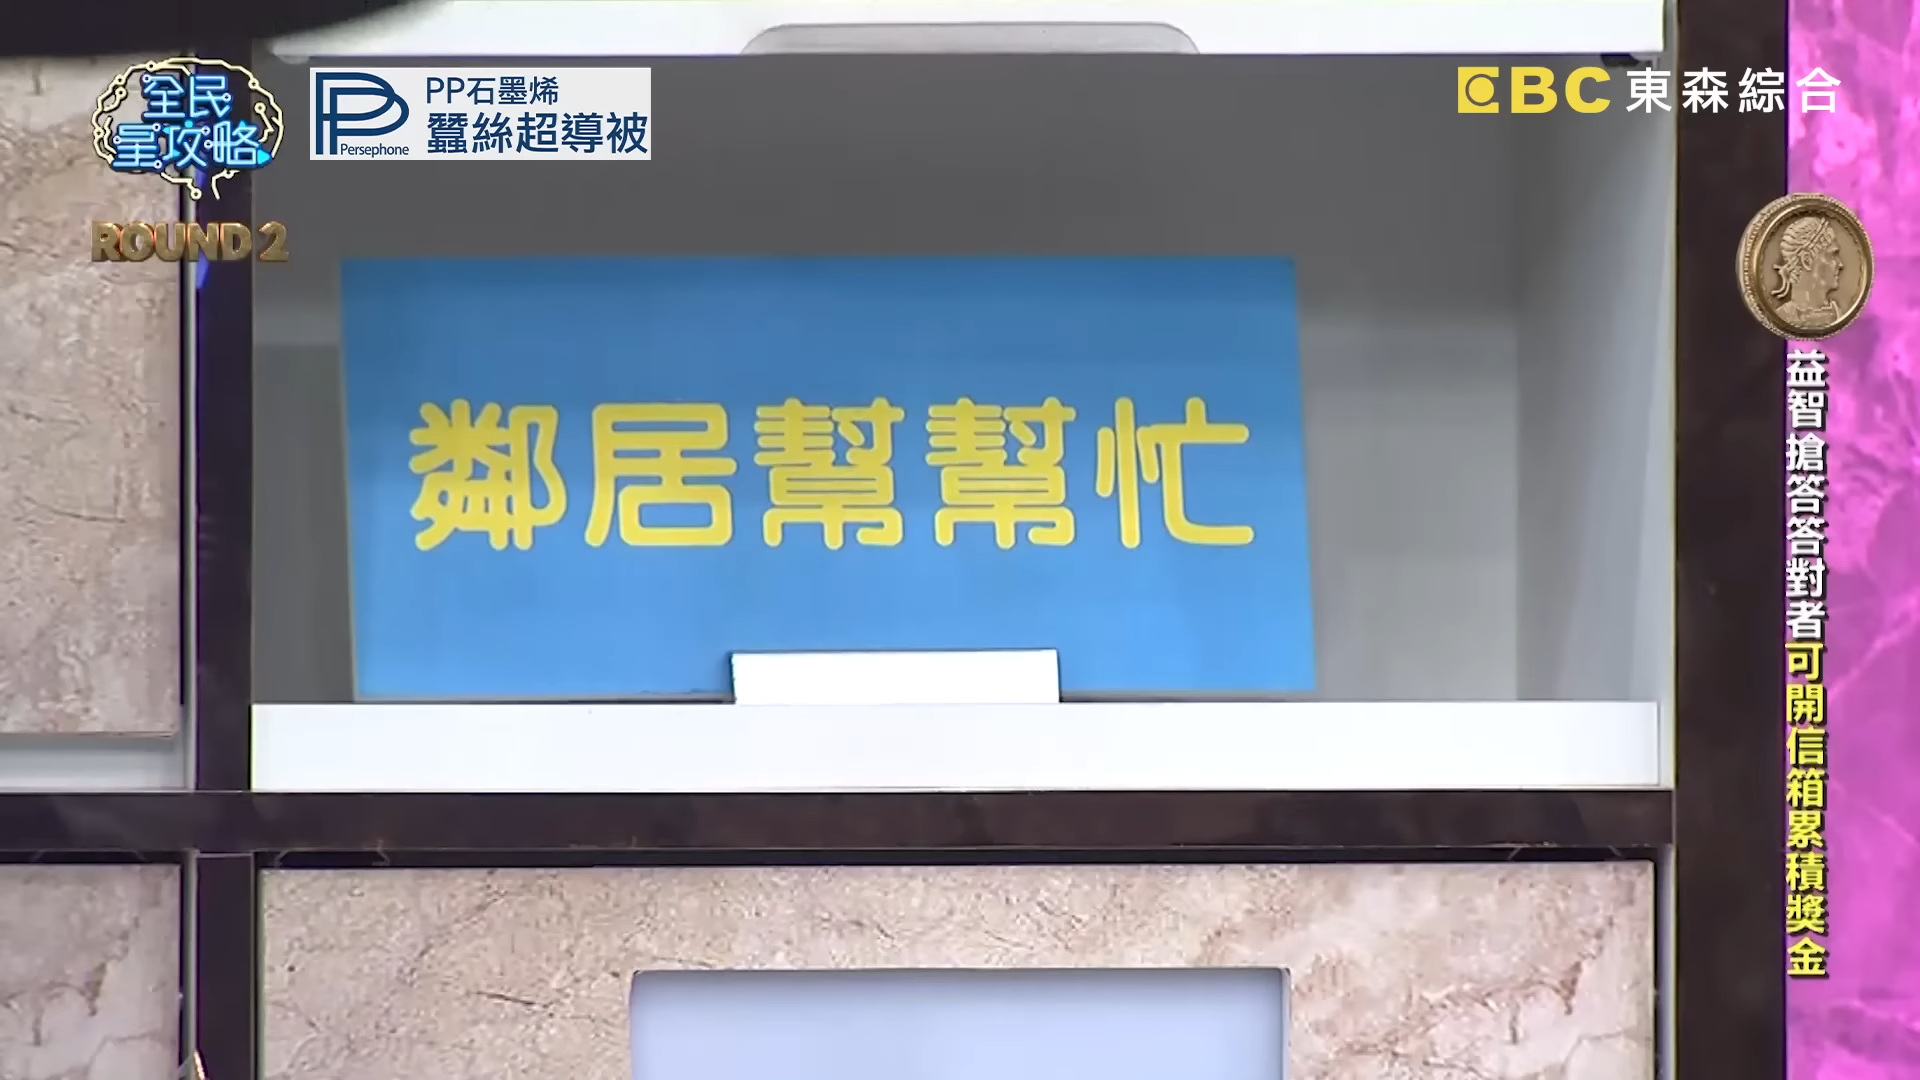 全民
星攻略
ROUND 2
PP
Persephone
PP石墨烯
蠶絲超導被
EBC 東森綜合
鄰居幫幫忙
益智搶答答對者可開信箱累積獎金